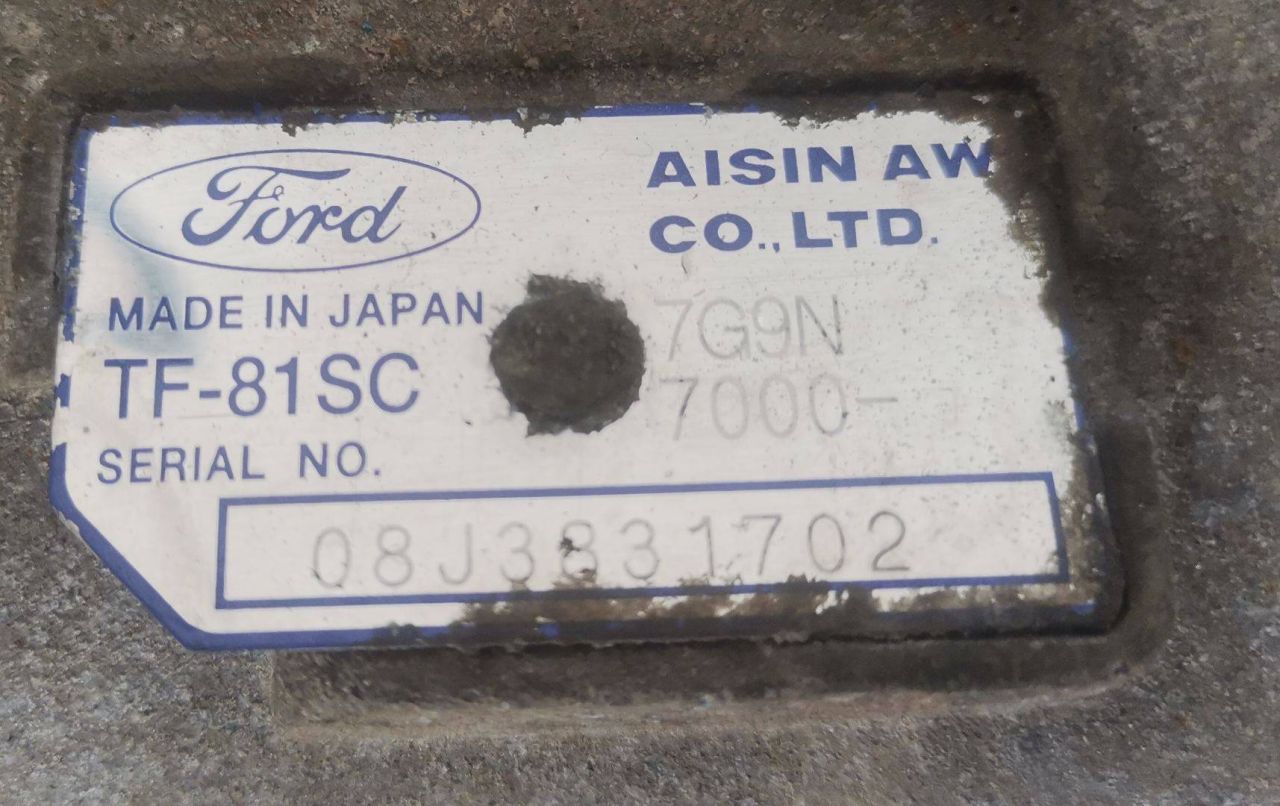 Ford
AISIN AW
CO.,LTD.
MADE IN JAPAN
7G9N
TF-81SC
7000-
SERIAL NO.
08J3831702